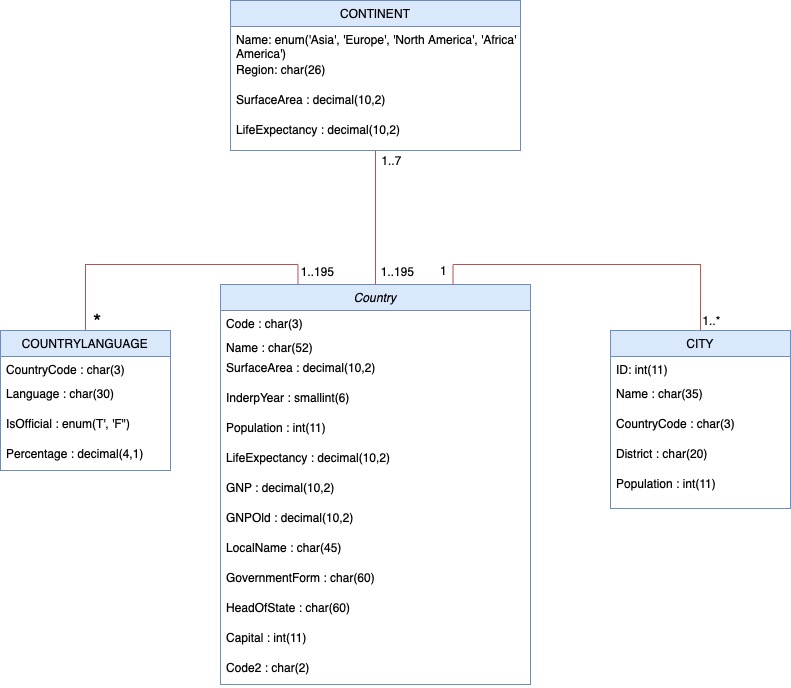 CONTINENT
Name: enum('Asia', 'Europe', 'North America', 'Africa'
America')
Region: char(26)
SurfaceArea : decimal(10,2)
LifeExpectancy : decimal(10,2)
1..7
1..195
1..195
1
*
1..*
COUNTRYLANGUAGE
CountryCode : char(3)
Language : char(30)
IsOfficial : enum(T', 'F")
Percentage : decimal(4,1)
Country
Code : char(3)
Name : char(52)
SurfaceArea : decimal(10,2)
InderpYear : smallint(6)
Population : int(11)
LifeExpectancy : decimal(10,2)
GNP : decimal(10,2)
GNPOld : decimal(10,2)
LocalName : char(45)
GovernmentForm : char(60)
HeadOfState : char(60)
Capital : int(11)
Code2 : char(2)
CITY
ID: int(11)
Name : char(35)
CountryCode : char(3)
District : char(20)
Population : int(11)